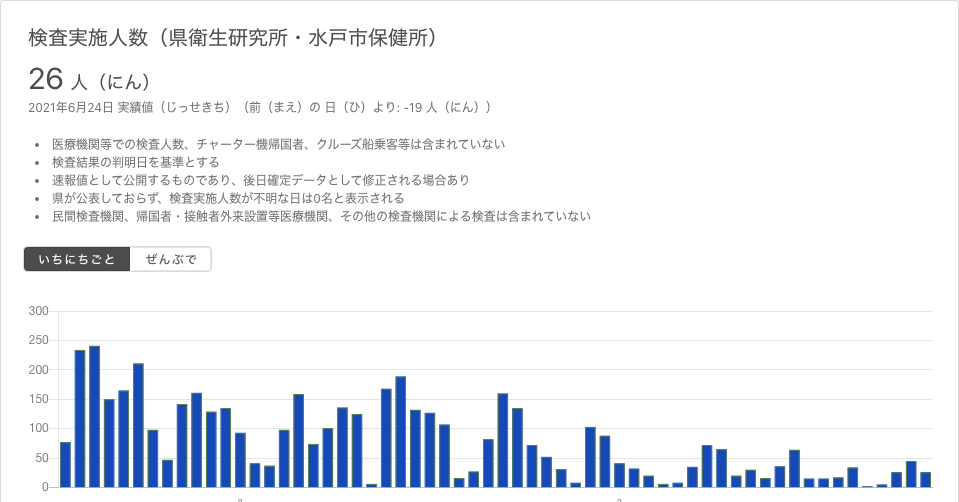 検査実施人数（県衛生研究所・水戸市保健所）
26 人（にん）
2021年6月24日 実績値（じっせきち）（前（まえ）の 日（ひ）より: -19 人（にん））
• 医療機関等での検査人数、チャーター機帰国者、クルーズ船乗客等は含まれていない
• 検査結果の判明日を基準とする
• 速報値として公開するものであり、後日確定データとして修正される場合あり
• 県が公表しておらず、検査実施人数が不明な日は0名と表示される
• 民間検査機関、帰国者・接触者外来設置等医療機関、その他の検査機関による検査は含まれていない
いちにちごと ぜんぶで
300
250
200
150
100
50
0